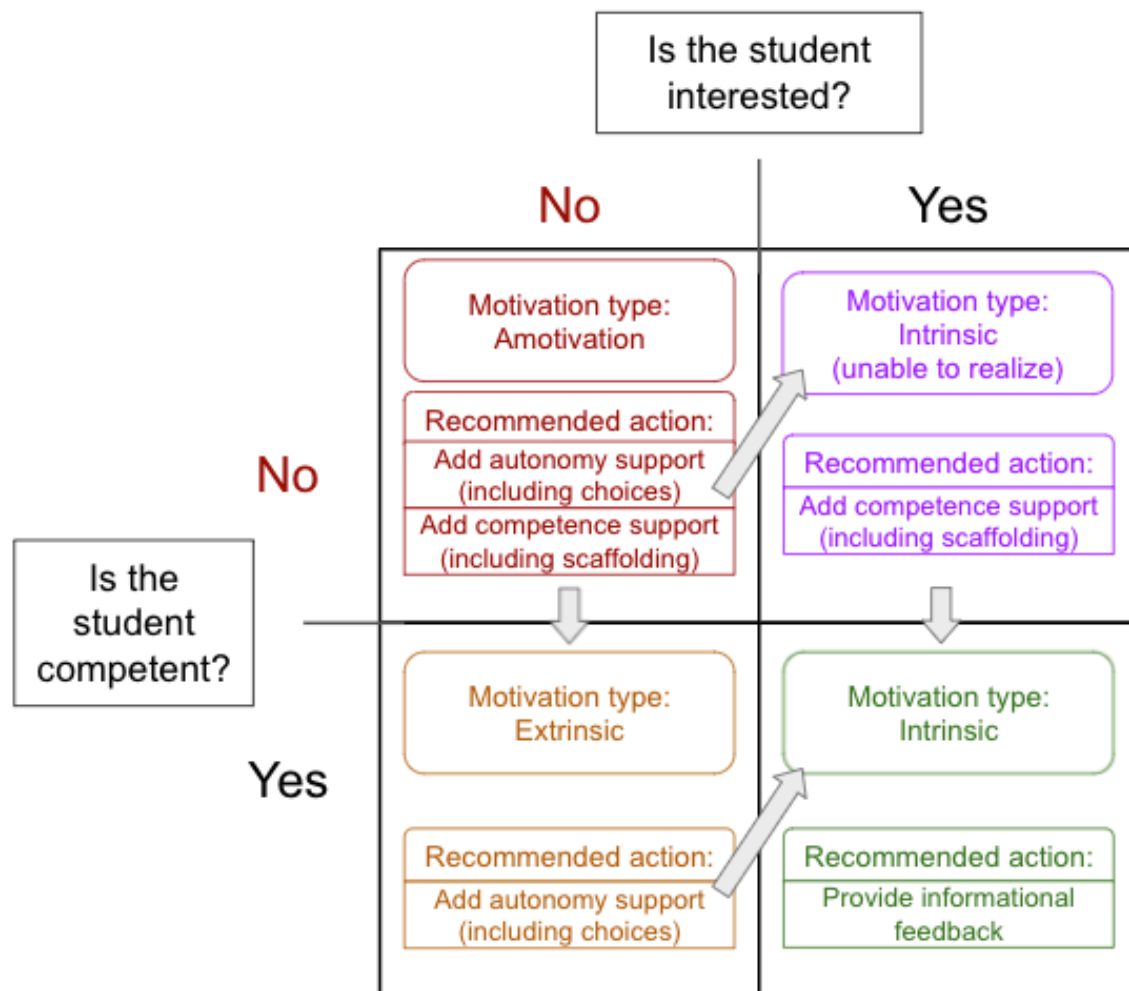 Is the student
interested?
No
Yes
Motivation type:
Amotivation
Recommended action:
Add autonomy support
(including choices)
Add competence support
(including scaffolding)
Motivation type:
Intrinsic
(unable to realize)
Recommended action:
Add competence support
(including scaffolding)
No
Is the
student
competent?
Yes
Motivation type:
Extrinsic
Recommended action:
Add autonomy support
(including choices)
Motivation type:
Intrinsic
Recommended action:
Provide informational
feedback